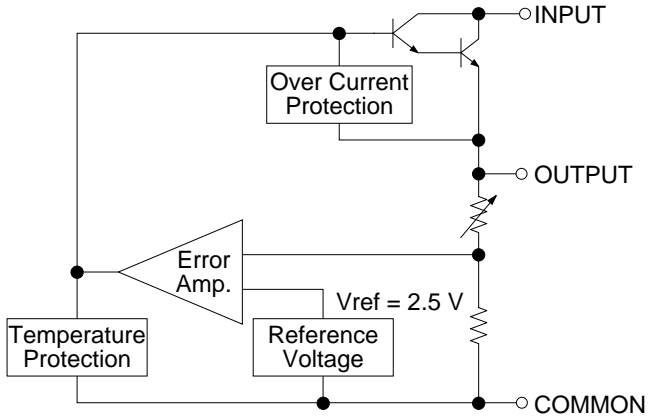 INPUT
Over Current
Protection
OUTPUT
Error
Amp.
Vref = 2.5 V
Temperature
Protection
Reference
Voltage
COMMON